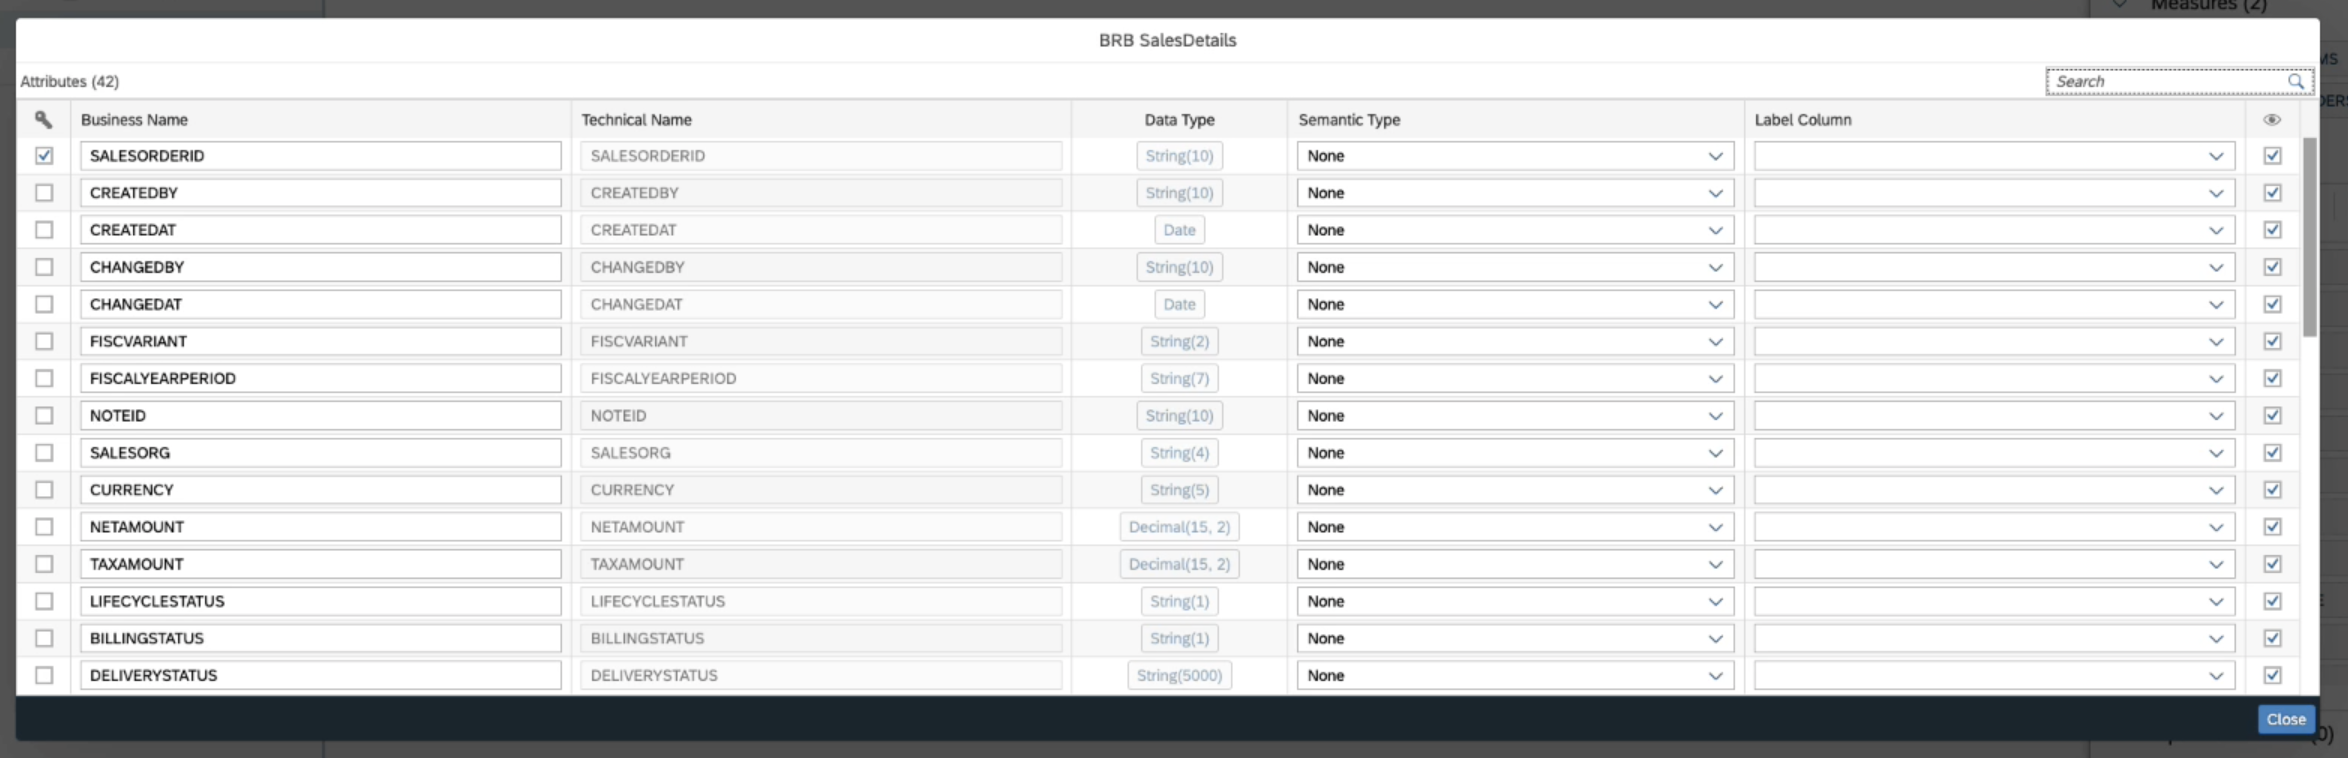 Measures (2)
BRB SalesDetails
Attributes (42)
Search
Business Name Technical Name Data Type Semantic Type Label Column
SALESORDERID SALESORDERID String(10) None
CREATEDBY CREATEDBY String(10) None
CREATEDAT CREATEDAT Date None
CHANGEDBY CHANGEDBY String(10) None
CHANGEDAT CHANGEDAT Date None
FISCVARIANT FISCVARIANT String(2) None
FISCALYEARPERIOD FISCALYEARPERIOD String(7) None
NOTEID NOTEID String(10) None
SALESORG SALESORG String(4) None
CURRENCY CURRENCY String(5) None
NETAMOUNT NETAMOUNT Decimal(15, 2) None
TAXAMOUNT TAXAMOUNT Decimal(15, 2) None
LIFECYCLESTATUS LIFECYCLESTATUS String(1) None
BILLINGSTATUS BILLINGSTATUS String(1) None
DELIVERYSTATUS DELIVERYSTATUS String(5000) None
Close